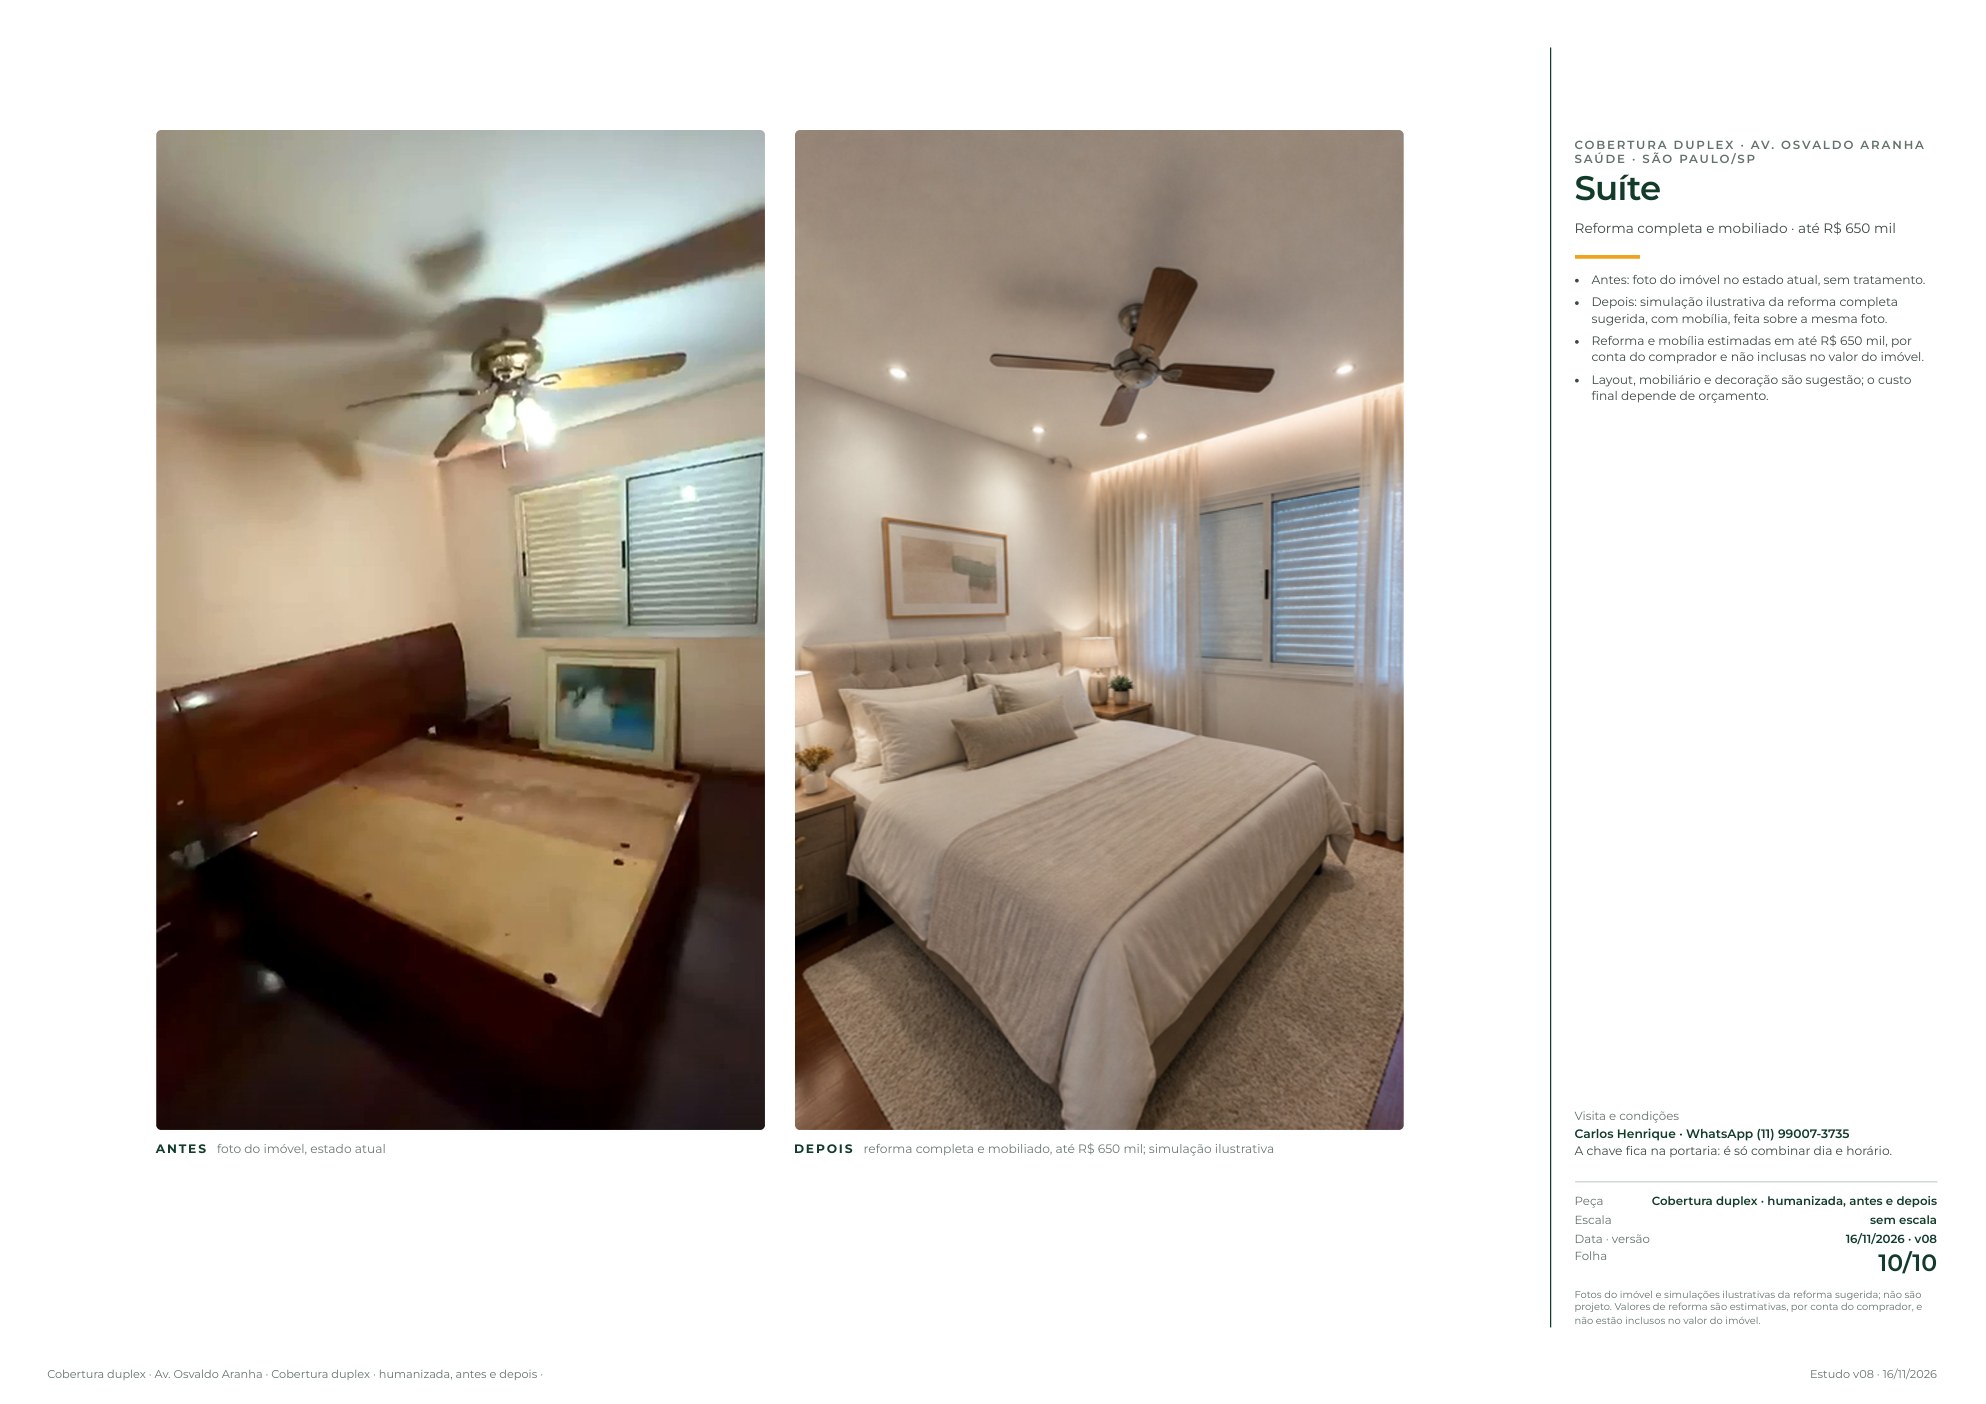 COBERTURA DUPLEX · AV. OSVALDO ARANHA
SAÚDE · SÃO PAULO/SP
Suíte
Reforma completa e mobiliado · até R$ 650 mil
• Antes: foto do imóvel no estado atual, sem tratamento.
• Depois: simulação ilustrativa da reforma completa
sugerida, com mobília, feita sobre a mesma foto.
• Reforma e mobília estimadas em até R$ 650 mil, por
conta do comprador e não inclusas no valor do imóvel.
• Layout, mobiliário e decoração são sugestão; o custo
final depende de orçamento.
ANTES foto do imóvel, estado atual
DEPOIS reforma completa e mobiliado, até R$ 650 mil; simulação ilustrativa
Visita e condições
Carlos Henrique · WhatsApp (11) 99007-3735
A chave fica na portaria: é só combinar dia e horário.
Peça Cobertura duplex · humanizada, antes e depois
Escala sem escala
Data · versão 16/11/2026 · v08
Folha 10/10
Fotos do imóvel e simulações ilustrativas da reforma sugerida; não são
projeto. Valores de reforma são estimativas, por conta do comprador, e
não estão inclusos no valor do imóvel.
Cobertura duplex · Av. Osvaldo Aranha · Cobertura duplex · humanizada, antes e depois ·
Estudo v08 · 16/11/2026